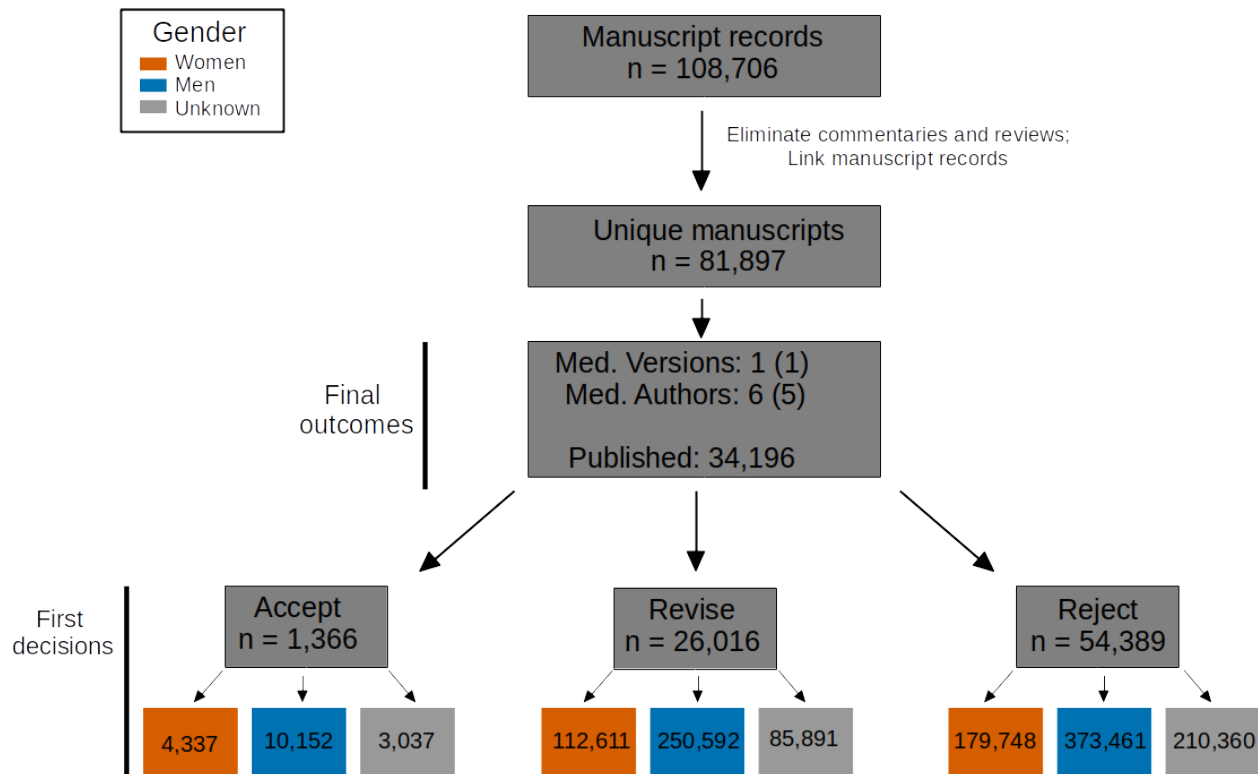 Gender
Women
Men
Unknown
Manuscript records
n = 108,706
Eliminate commentaries and reviews;
Link manuscript records
Unique manuscripts
n = 81,897
Final
outcomes
Med. Versions: 1 (1)
Med. Authors: 6 (5)
Published: 34,196
First
decisions
Accept
n = 1,366
Revise
n = 26,016
Reject
n = 54,389
4,337
10,152
3,037
112,611
250,592
85,891
179,748
373,461
210,360